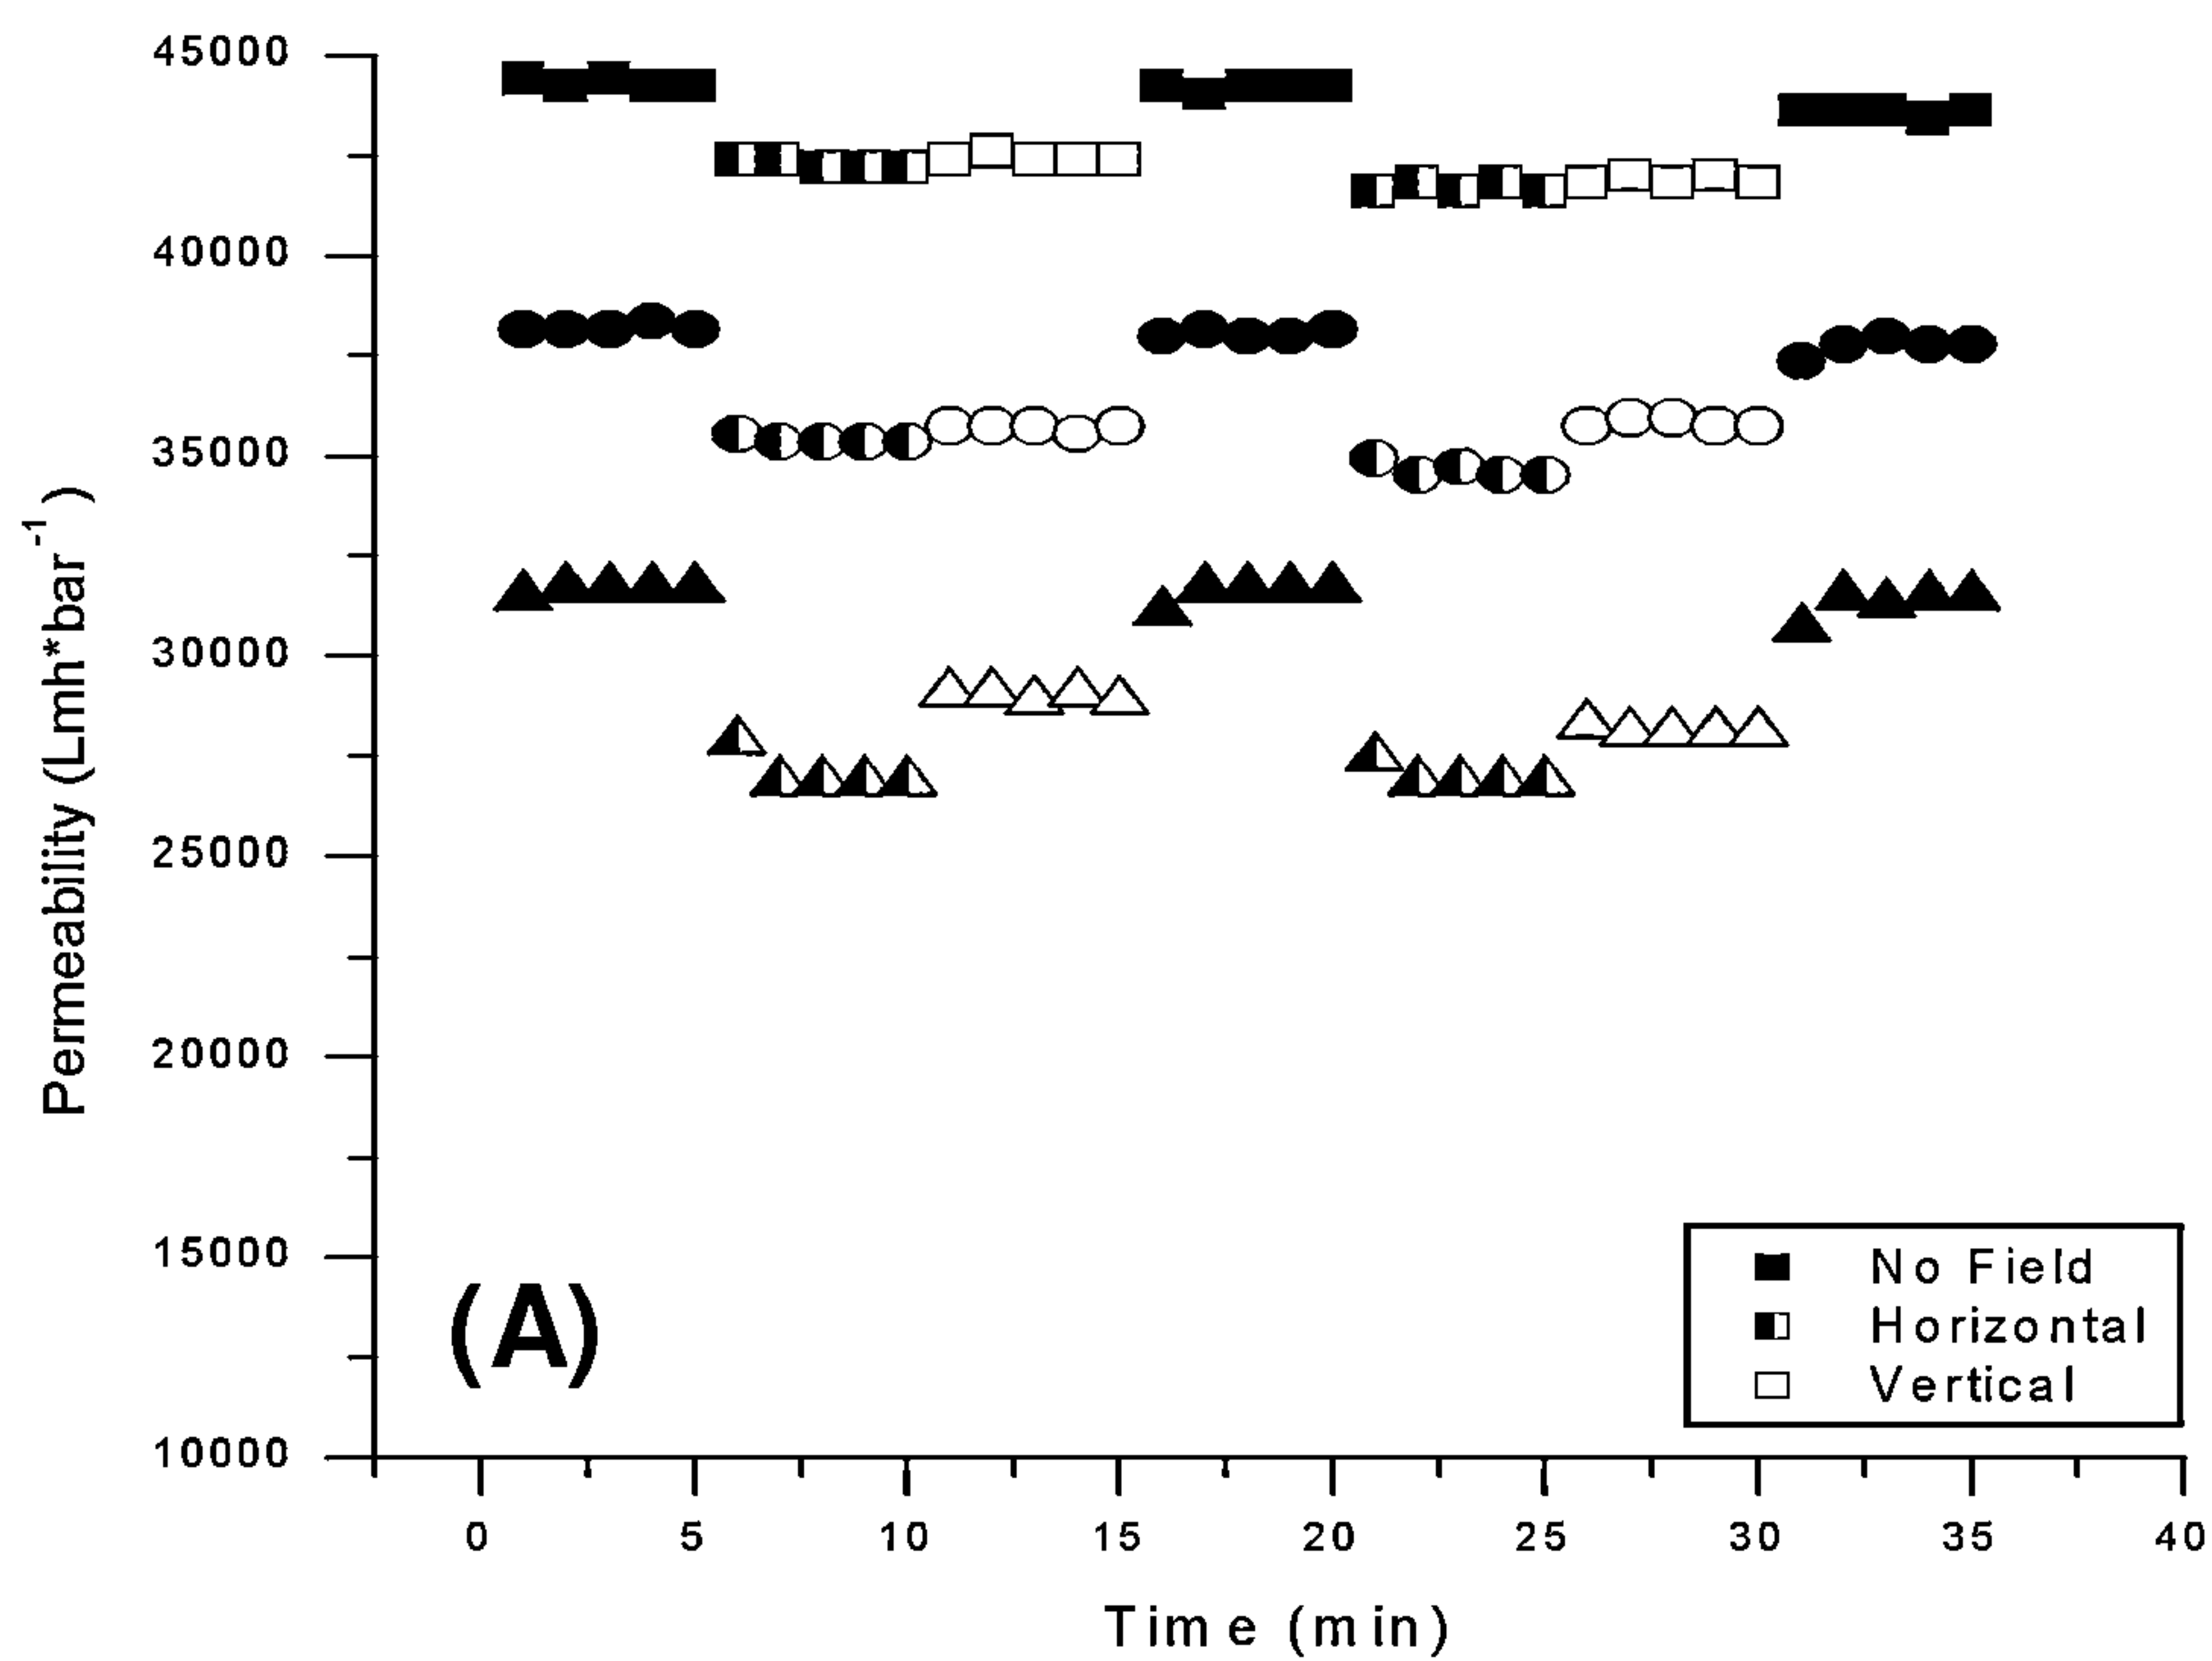 45000
40000
35000
30000
25000
20000
15000
10000
Permeability (Lmh*bar⁻¹)
(A)
No Field
Horizontal
Vertical
0 5 10 15 20 25 30 35 40
Time (min)